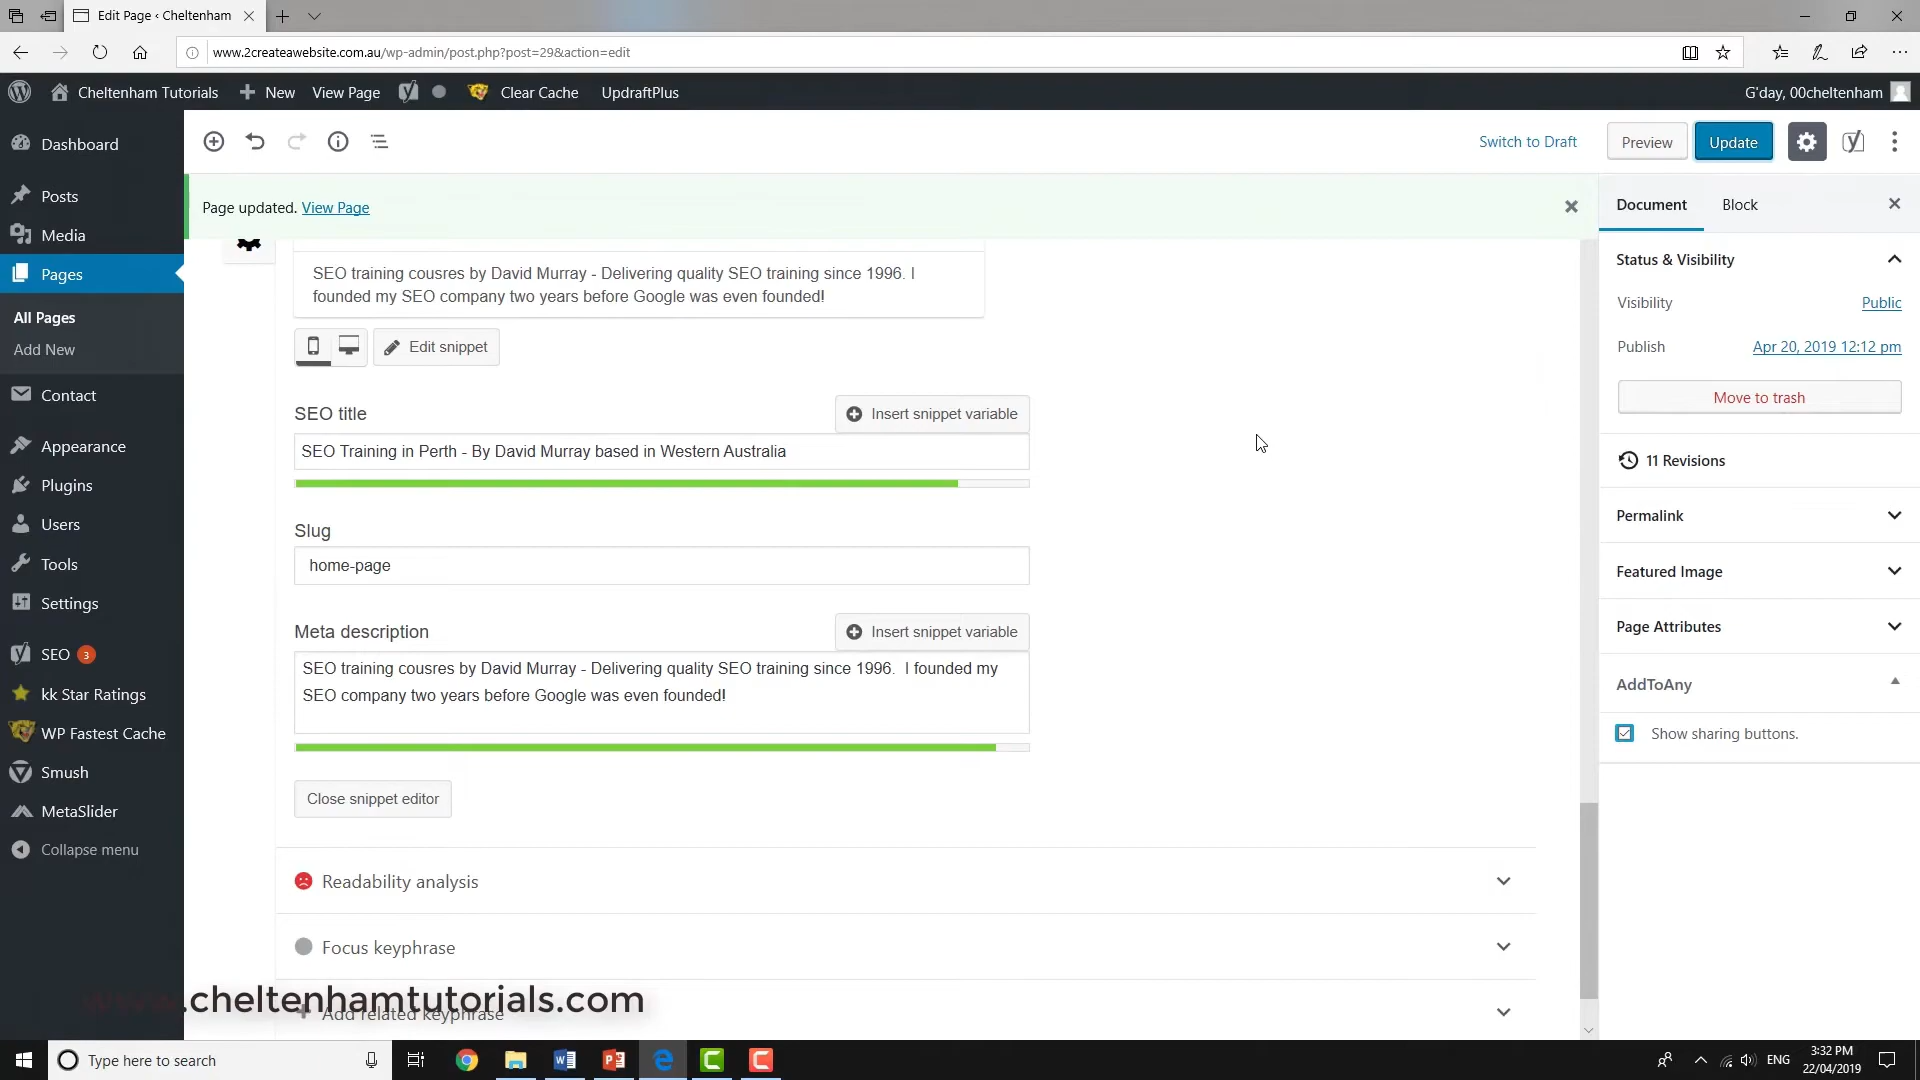 Edit Page ‹ Cheltenham
www.2createawebsite.com.au/wp-admin/post.php?post=29&action=edit
Cheltenham Tutorials New View Page Clear Cache UpdraftPlus G'day, 00cheltenham
Switch to Draft Preview Update
Page updated. View Page
Dashboard
Posts
Media
Pages
All Pages
Add New
Contact
Appearance
Plugins
Users
Tools
Settings
SEO 3
kk Star Ratings
WP Fastest Cache
Smush
MetaSlider
Collapse menu
SEO training cousres by David Murray - Delivering quality SEO training since 1996. I
founded my SEO company two years before Google was even founded!
Edit snippet
SEO title Insert snippet variable
SEO Training in Perth - By David Murray based in Western Australia
Slug
home-page
Meta description Insert snippet variable
SEO training cousres by David Murray - Delivering quality SEO training since 1996.  I founded my
SEO company two years before Google was even founded!
Close snippet editor
Readability analysis
Focus keyphrase
Add related keyphrase
www.cheltenhamtutorials.com
Document Block
Status & Visibility
Visibility Public
Publish Apr 20, 2019 12:12 pm
Move to trash
11 Revisions
Permalink
Featured Image
Page Attributes
AddToAny
Show sharing buttons.
Type here to search
ENG
3:32 PM
22/04/2019